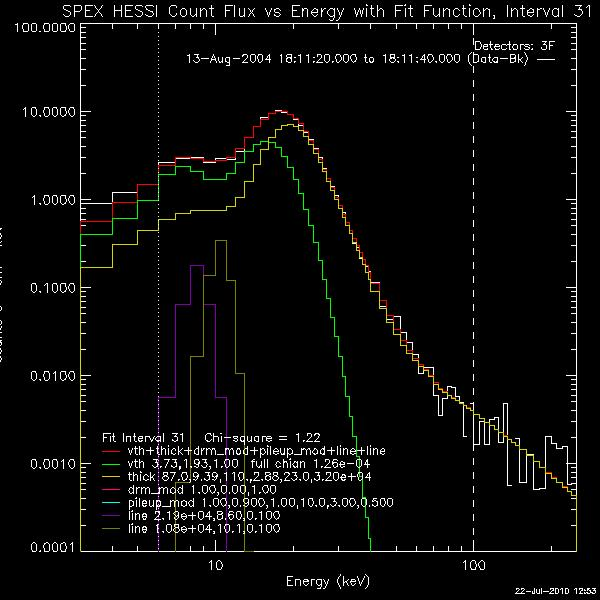 SPEX HESSI Count Flux vs Energy with Fit Function, Interval 31
100.0000
Detectors: 3F
13-Aug-2004 18:11:20.000 to 18:11:40.000 (Data-Bk)
10.0000
1.0000
0.1000
0.0100
Fit Interval 31 Chi-square = 1.22
vth+thick+drm_mod+pileup_mod+line+line
vth 3.73,1.93,1.00 full chian 1.26e-04
0.0010
thick 87.0,9.39,110.,2.88,23.0,3.20e+04
drm_mod 1.00,0.00,1.00
pileup_mod 1.00,0.900,1.00,10.0,3.00,0.500
line 2.19e+04,8.60,0.100
line 1.08e+04,10.1,0.100
0.0001
10 100
Energy (keV)
22-Jul-2010 12:53